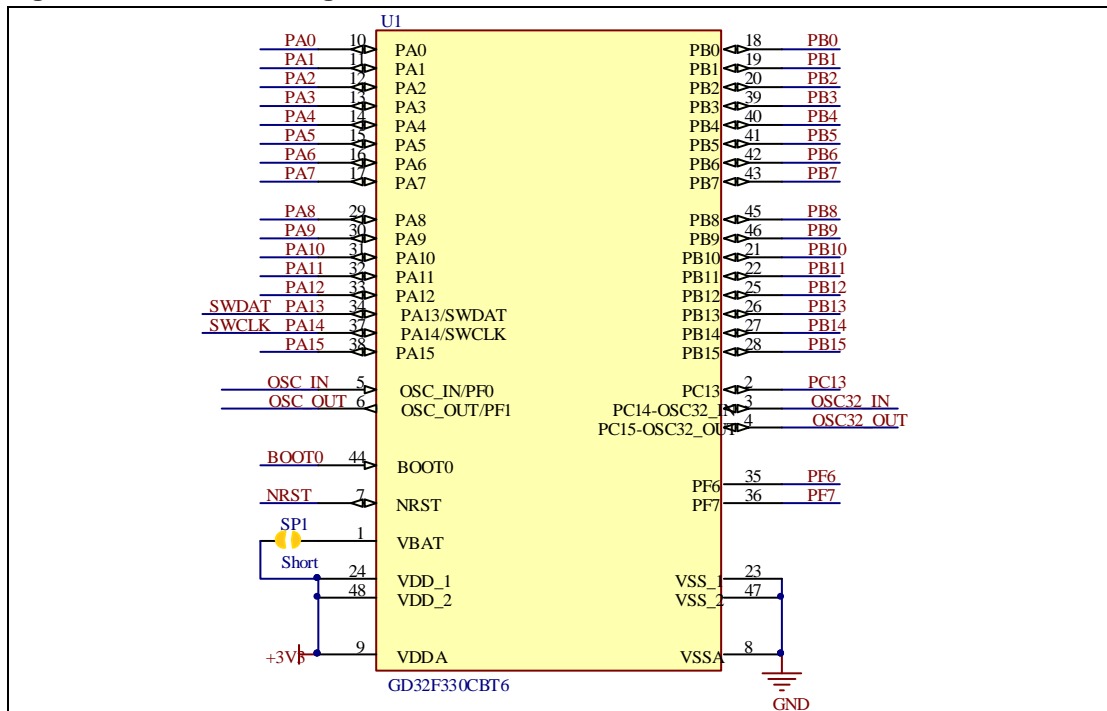 U1
PA0 10 PA0 PB0 18 PB0
PA1 11 PA1 PB1 19 PB1
PA2 12 PA2 PB2 20 PB2
PA3 13 PA3 PB3 39 PB3
PA4 14 PA4 PB4 40 PB4
PA5 15 PA5 PB5 41 PB5
PA6 16 PA6 PB6 42 PB6
PA7 17 PA7 PB7 43 PB7
PA8 29 PA8 PB8 45 PB8
PA9 30 PA9 PB9 46 PB9
PA10 31 PA10 PB10 21 PB10
PA11 32 PA11 PB11 22 PB11
PA12 33 PA12 PB12 25 PB12
SWDAT PA13 34 PA13/SWDAT PB13 26 PB13
SWCLK PA14 37 PA14/SWCLK PB14 27 PB14
PA15 38 PA15 PB15 28 PB15
OSC_IN 5 OSC_IN/PF0 PC13 2 PC13
OSC_OUT 6 OSC_OUT/PF1 PC14-OSC32_IN 3 OSC32_IN
PC15-OSC32_OUT 4 OSC32_OUT
BOOT0 44 BOOT0
PF6 35 PF6
NRST 7 NRST PF7 36 PF7
SP1 1 VBAT
Short
24 VDD_1 VSS_1 23
48 VDD_2 VSS_2 47
+3V3 9 VDDA VSSA 8
GD32F330CBT6
GND